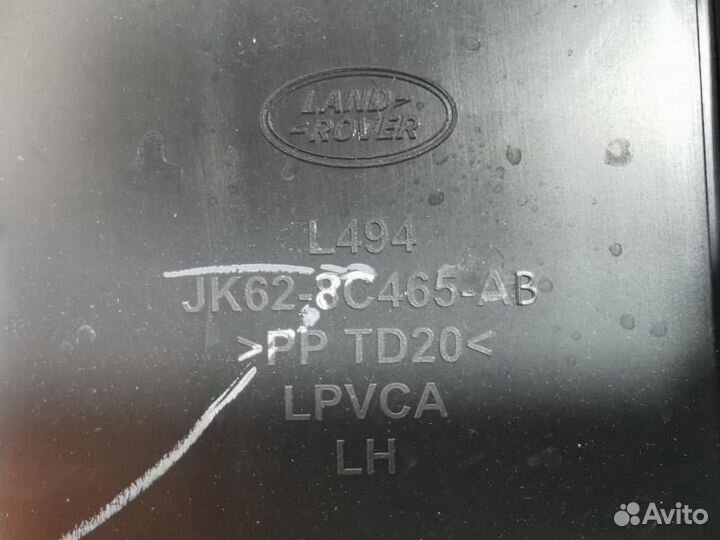 LAND-
-ROVER
L494
JK62-8C465-AB
>PP TD20<
LPVCA
LH
Avito